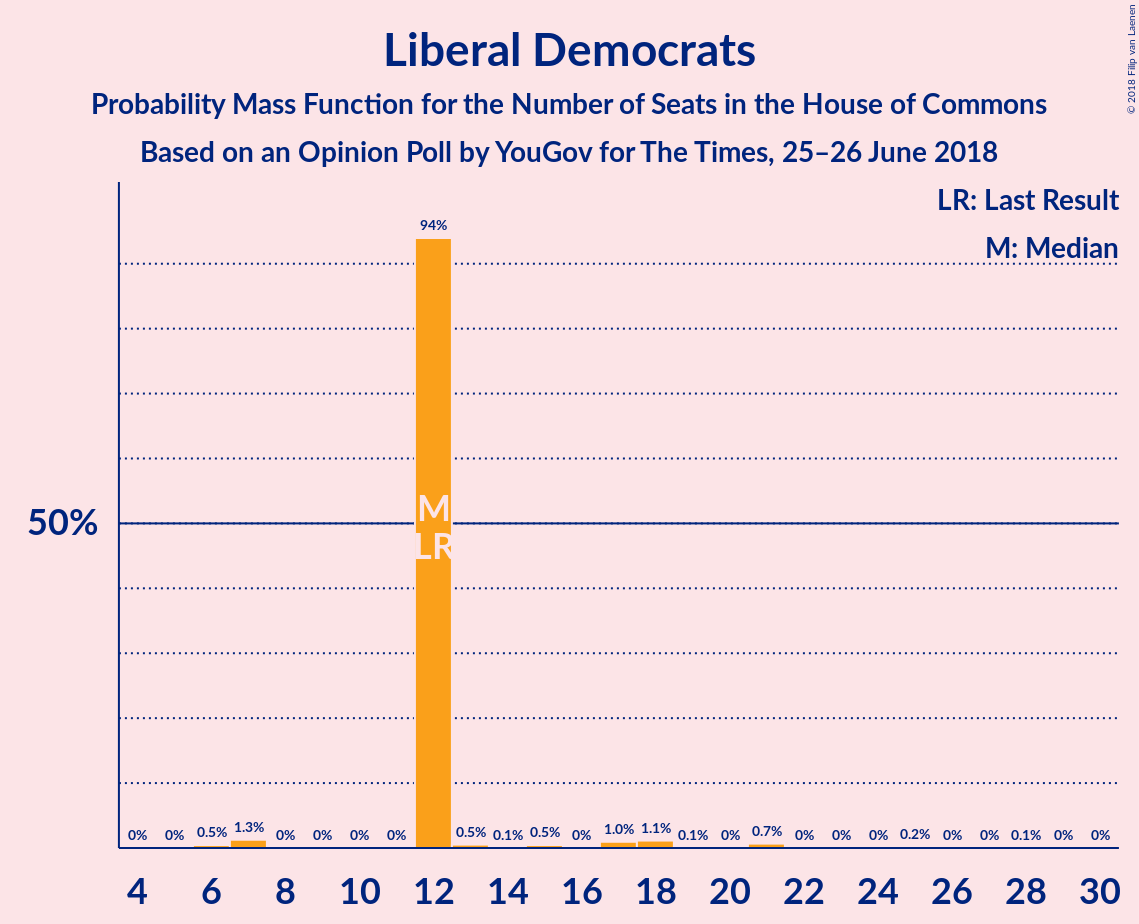 © 2018 Filip van Laenen
Liberal Democrats
Probability Mass Function for the Number of Seats in the House of Commons
Based on an Opinion Poll by YouGov for The Times, 25–26 June 2018
LR: Last Result
M: Median
94%
50%
M
LR
0% 0% 0.5% 1.3% 0% 0% 0% 0% 0.5% 0.1% 0.5% 0% 1.0% 1.1% 0.1% 0% 0.7% 0% 0% 0% 0.2% 0% 0% 0.1% 0% 0%
4 6 8 10 12 14 16 18 20 22 24 26 28 30